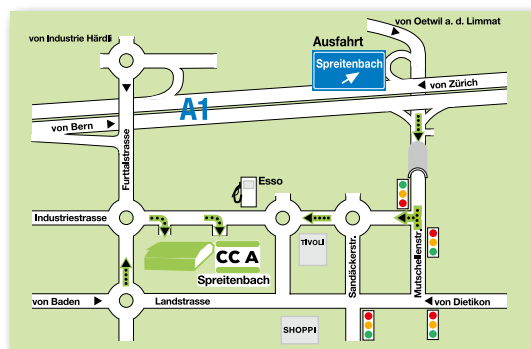 von Oetwil a. d. Limmat
von Industrie Härdli
Ausfahrt
Spreitenbach
von Zürich
A1
von Bern
Furttalstrasse
Esso
Industriestrasse
TIVOLI
Sandäckerstr.
Mutschellenstr.
CC A
Spreitenbach
von Baden
Landstrasse
von Dietikon
SHOPPI